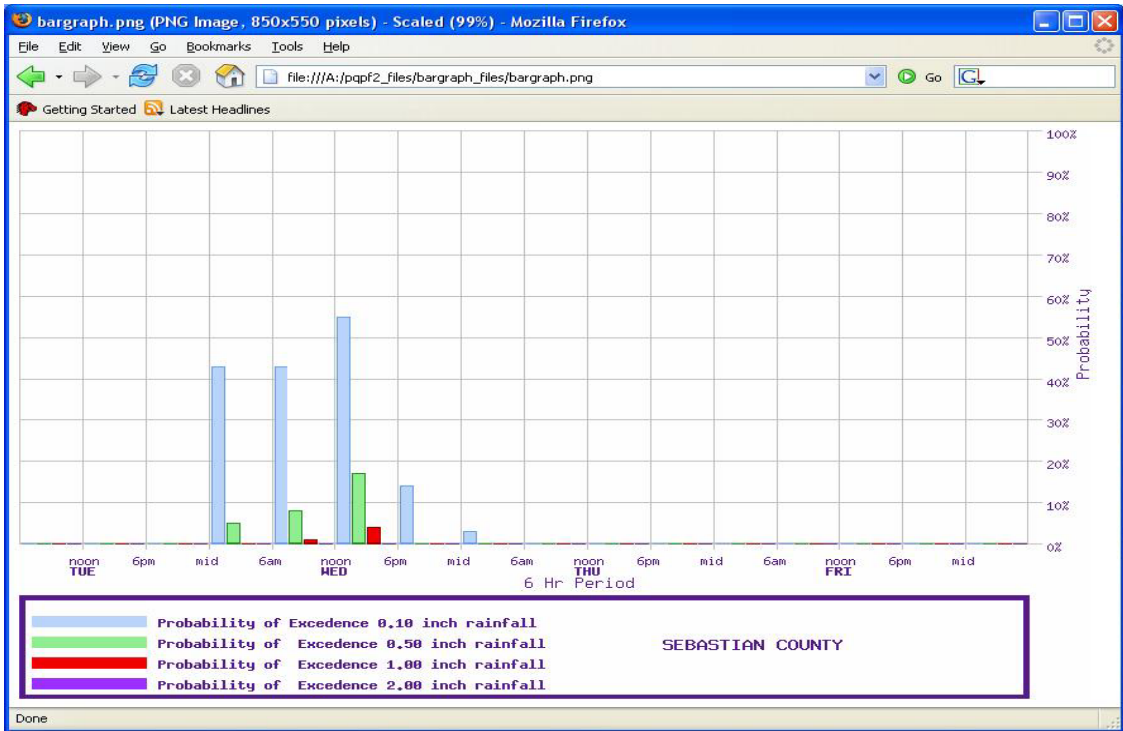 bargraph.png (PNG Image, 850x550 pixels) - Scaled (99%) - Mozilla Firefox
File Edit View Go Bookmarks Tools Help
file:///A:/pqpf2_files/bargraph_files/bargraph.png Go G
Getting Started Latest Headlines
100%
90%
80%
70%
60%
50%
40%
30%
20%
10%
0%
Probability
noon 6pm mid 6am noon 6pm mid 6am noon 6pm mid 6am noon 6pm mid
TUE WED THU FRI
6 Hr Period
Probability of Excedence 0.10 inch rainfall
Probability of Excedence 0.50 inch rainfall
SEBASTIAN COUNTY
Probability of Excedence 1.00 inch rainfall
Probability of Excedence 2.00 inch rainfall
Done